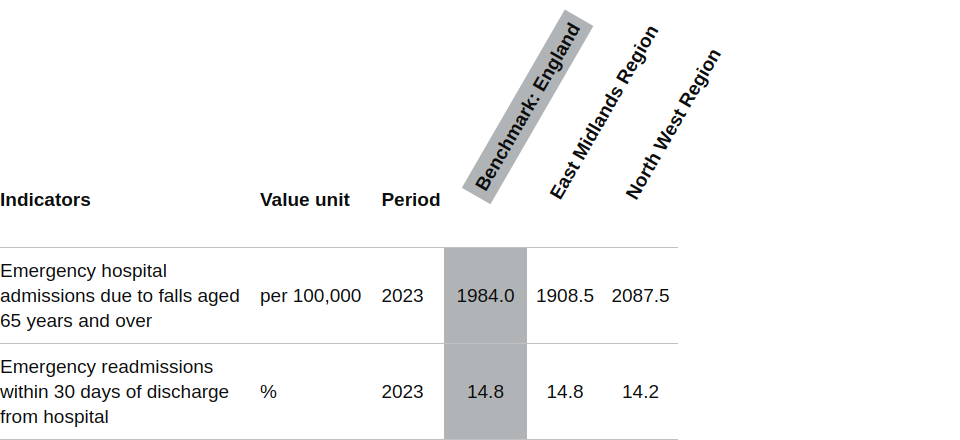 Indicators Value unit Period Benchmark: England East Midlands Region North West Region
Emergency hospital
admissions due to falls aged per 100,000 2023 1984.0 1908.5 2087.5
65 years and over
Emergency readmissions
within 30 days of discharge % 2023 14.8 14.8 14.2
from hospital